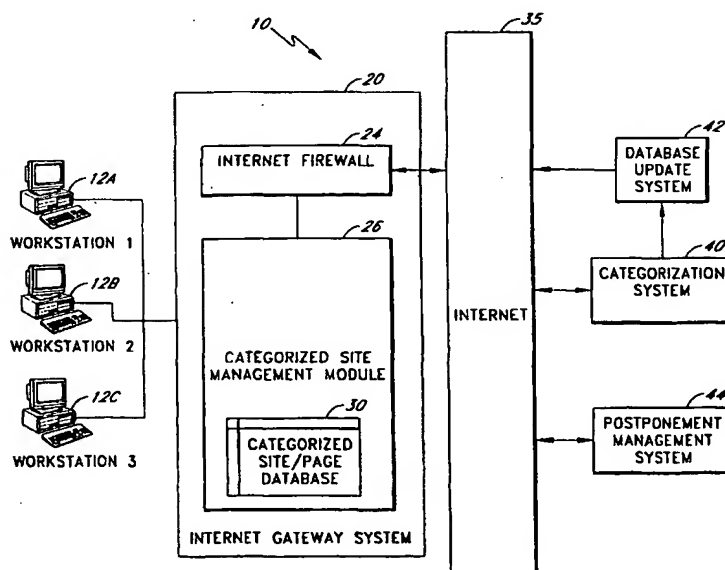 10
35
20
42
24
DATABASE
UPDATE
SYSTEM
INTERNET FIREWALL
12A
WORKSTATION 1
26
40
CATEGORIZATION
SYSTEM
12B
WORKSTATION 2
INTERNET
CATEGORIZED SITE
MANAGEMENT MODULE
44
POSTPONEMENT
MANAGEMENT
SYSTEM
12C
WORKSTATION 3
30
CATEGORIZED
SITE/PAGE
DATABASE
INTERNET GATEWAY SYSTEM